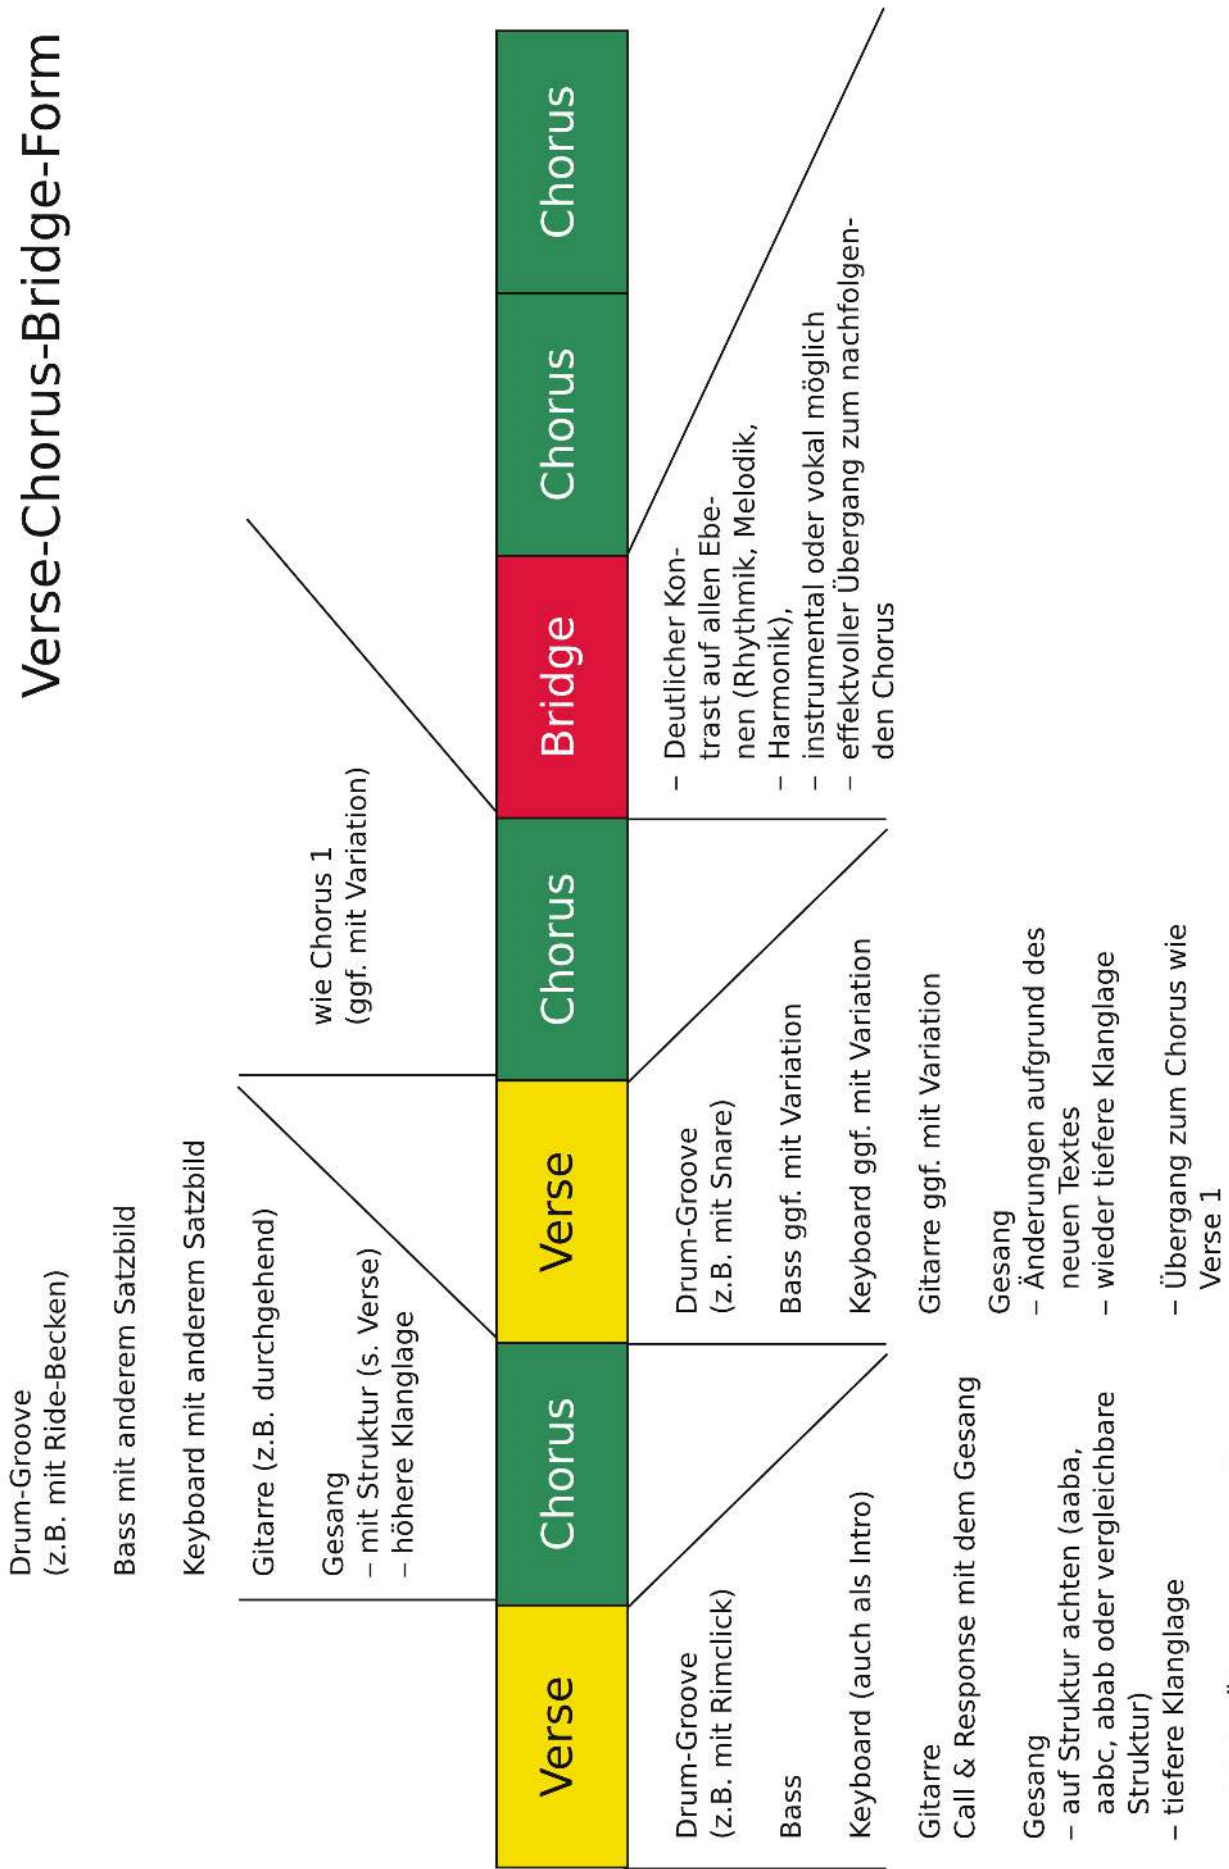 Verse-Chorus-Bridge-Form
Drum-Groove
(z.B. mit Ride-Becken)
Bass mit anderem Satzbild
Keyboard mit anderem Satzbild
Gitarre (z.B. durchgehend)
Gesang
– mit Struktur (s. Verse)
– höhere Klanglage
wie Chorus 1
(ggf. mit Variation)
Verse
Chorus
Verse
Chorus
Bridge
Chorus
Chorus
Drum-Groove
(z.B. mit Rimclick)
Bass
Keyboard (auch als Intro)
Gitarre
Call & Response mit dem Gesang
Gesang
– auf Struktur achten (aaba,
aabc, abab oder vergleichbare
Struktur)
– tiefere Klanglage
Drum-Groove
(z.B. mit Snare)
Bass ggf. mit Variation
Keyboard ggf. mit Variation
Gitarre ggf. mit Variation
Gesang
– Änderungen aufgrund des
neuen Textes
– wieder tiefere Klanglage
– Übergang zum Chorus wie
Verse 1
– Deutlicher Kon-
trast auf allen Ebe-
nen (Rhythmik, Melodik,
– Harmonik),
– instrumental oder vokal möglich
– effektvoller Übergang zum nachfolgen-
den Chorus